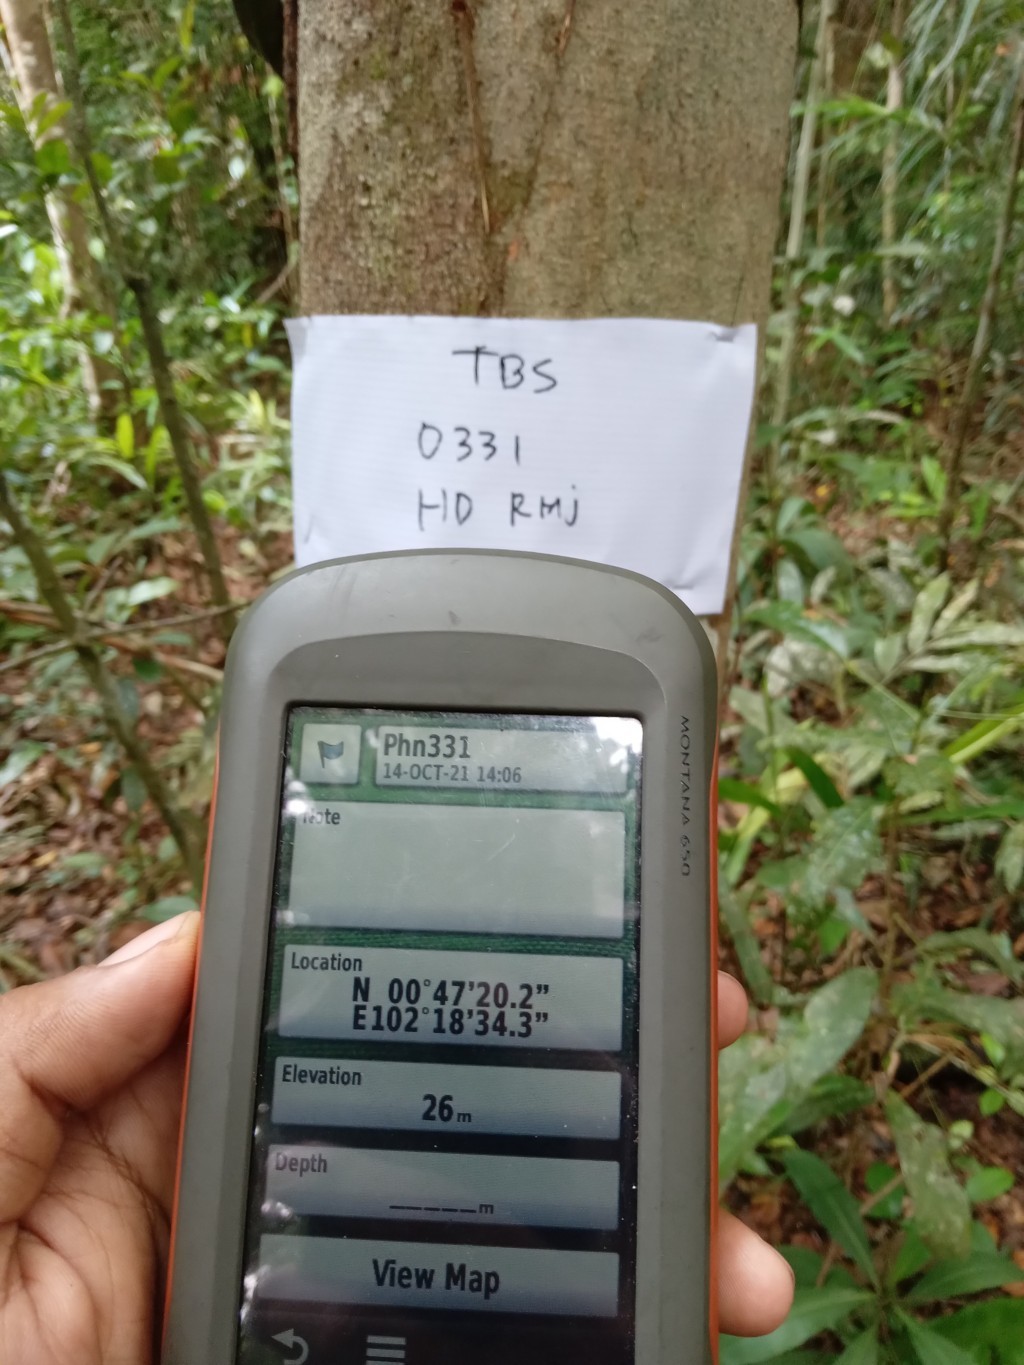 TBS
0331
HD RMJ
MONTANA 650
Phn331
14-OCT-21 14:06
Note
Location
N 00°47'20.2"
E102°18'34.3"
Elevation
26m
Depth
_____m
View Map